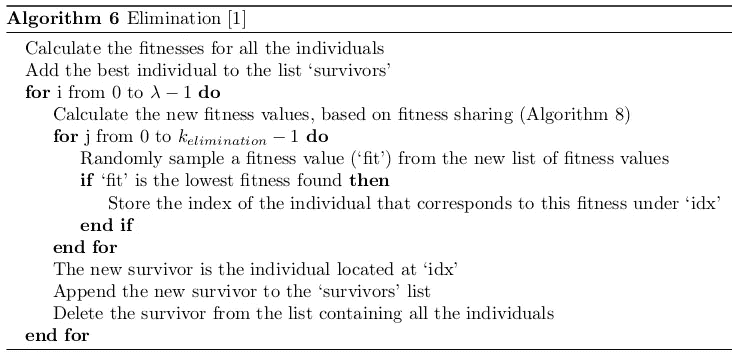 Algorithm 6 Elimination [1]
Calculate the fitnesses for all the individuals
Add the best individual to the list ‘survivors’
for i from 0 to λ − 1 do
Calculate the new fitness values, based on fitness sharing (Algorithm 8)
for j from 0 to k_elimination − 1 do
Randomly sample a fitness value (‘fit’) from the new list of fitness values
if ‘fit’ is the lowest fitness found then
Store the index of the individual that corresponds to this fitness under ‘idx’
end if
end for
The new survivor is the individual located at ‘idx’
Append the new survivor to the ‘survivors’ list
Delete the survivor from the list containing all the individuals
end for